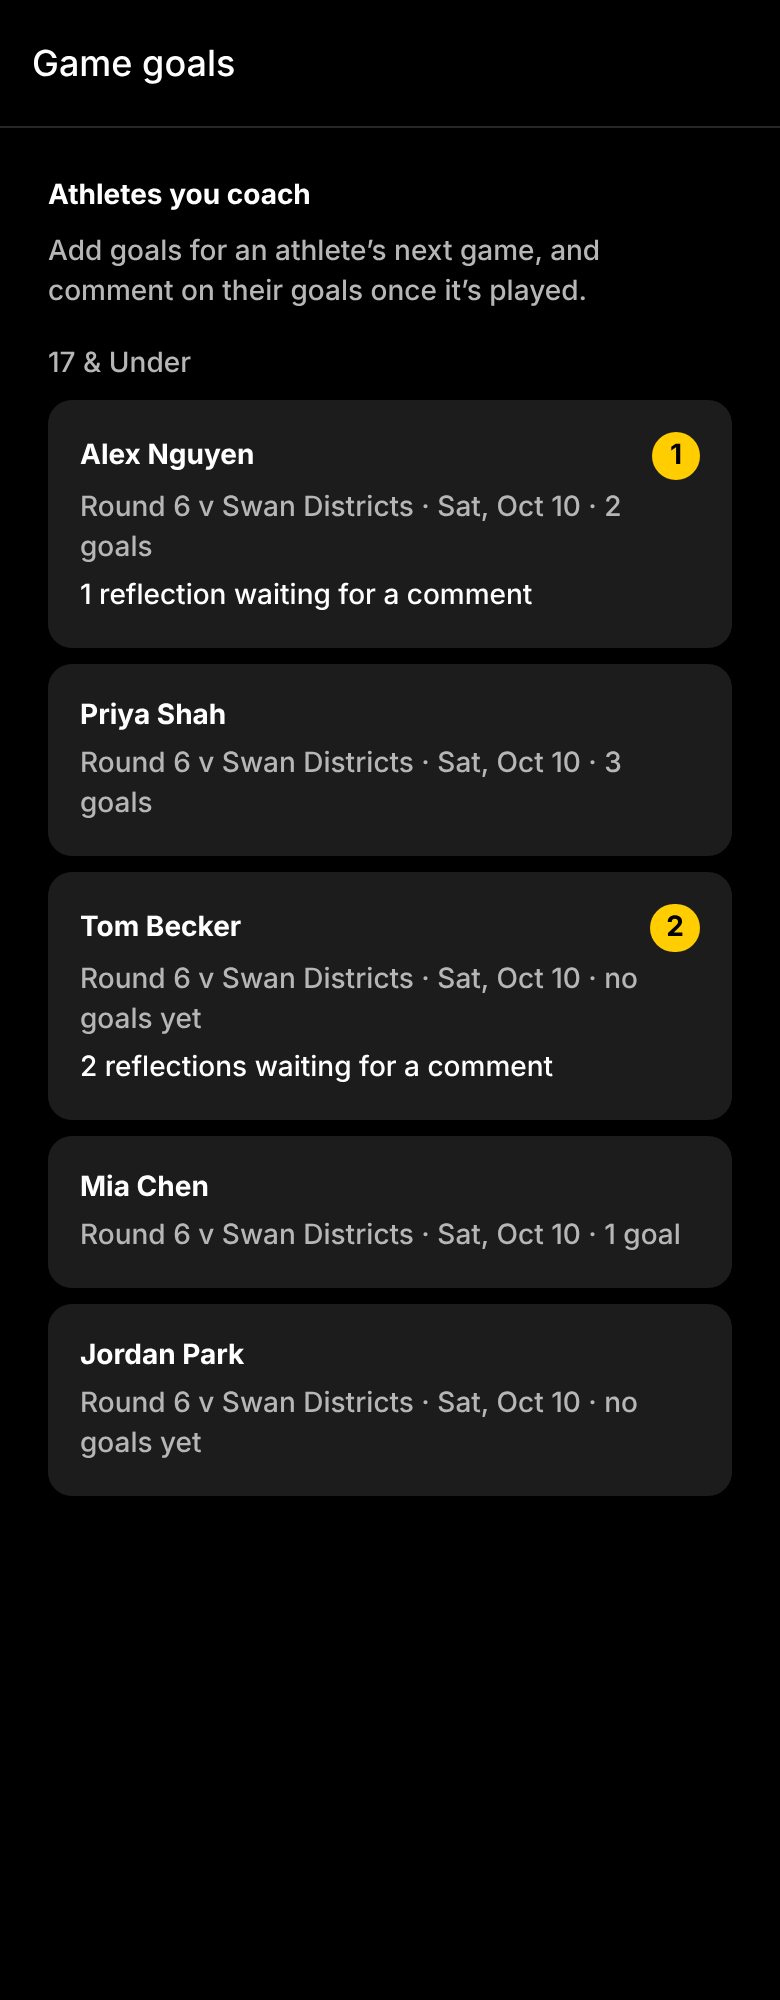 Game goals
Athletes you coach
Add goals for an athlete’s next game, and
comment on their goals once it’s played.
17 & Under
Alex Nguyen
1
Round 6 v Swan Districts · Sat, Oct 10 · 2
goals
1 reflection waiting for a comment
Priya Shah
Round 6 v Swan Districts · Sat, Oct 10 · 3
goals
Tom Becker
2
Round 6 v Swan Districts · Sat, Oct 10 · no
goals yet
2 reflections waiting for a comment
Mia Chen
Round 6 v Swan Districts · Sat, Oct 10 · 1 goal
Jordan Park
Round 6 v Swan Districts · Sat, Oct 10 · no
goals yet